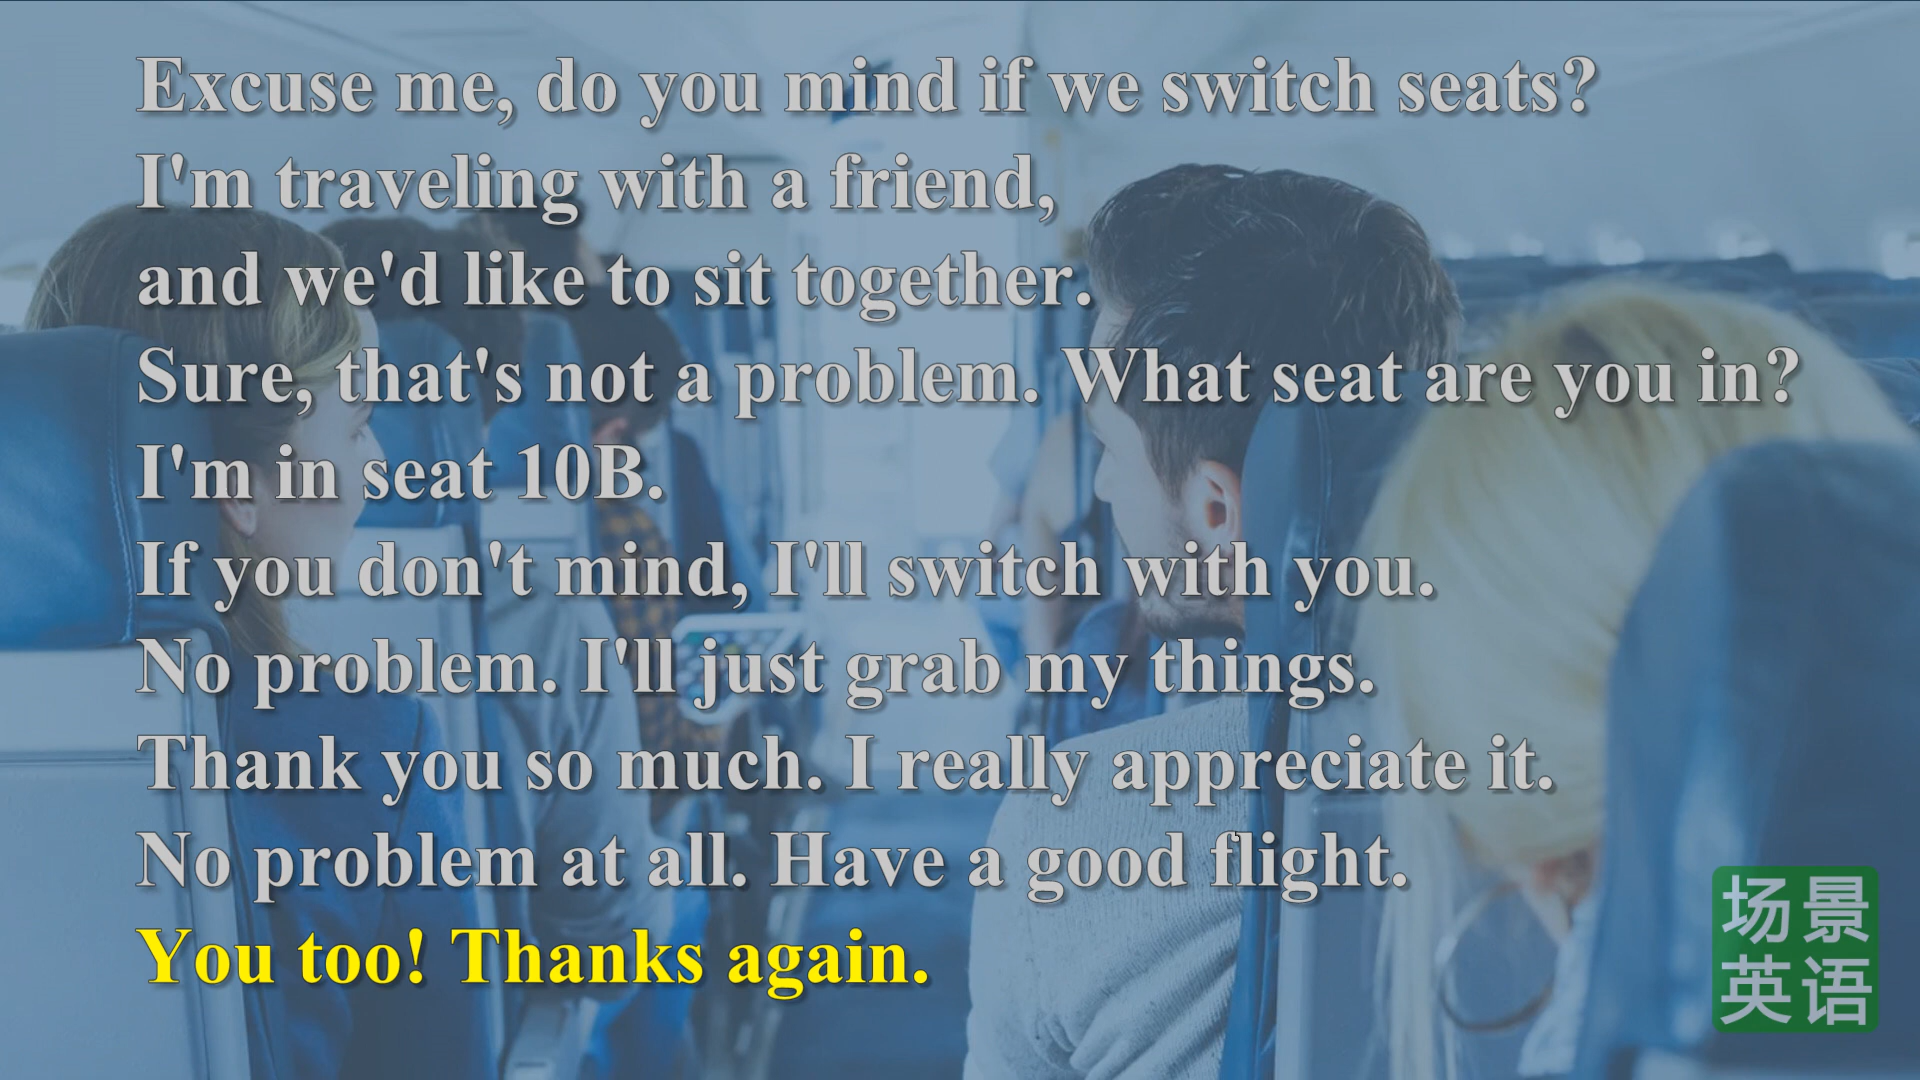 Excuse me, do you mind if we switch seats?
I'm traveling with a friend,
and we'd like to sit together.
Sure, that's not a problem. What seat are you in?
I'm in seat 10B.
If you don't mind, I'll switch with you.
No problem. I'll just grab my things.
Thank you so much. I really appreciate it.
No problem at all. Have a good flight.
You too! Thanks again.
场景
英语